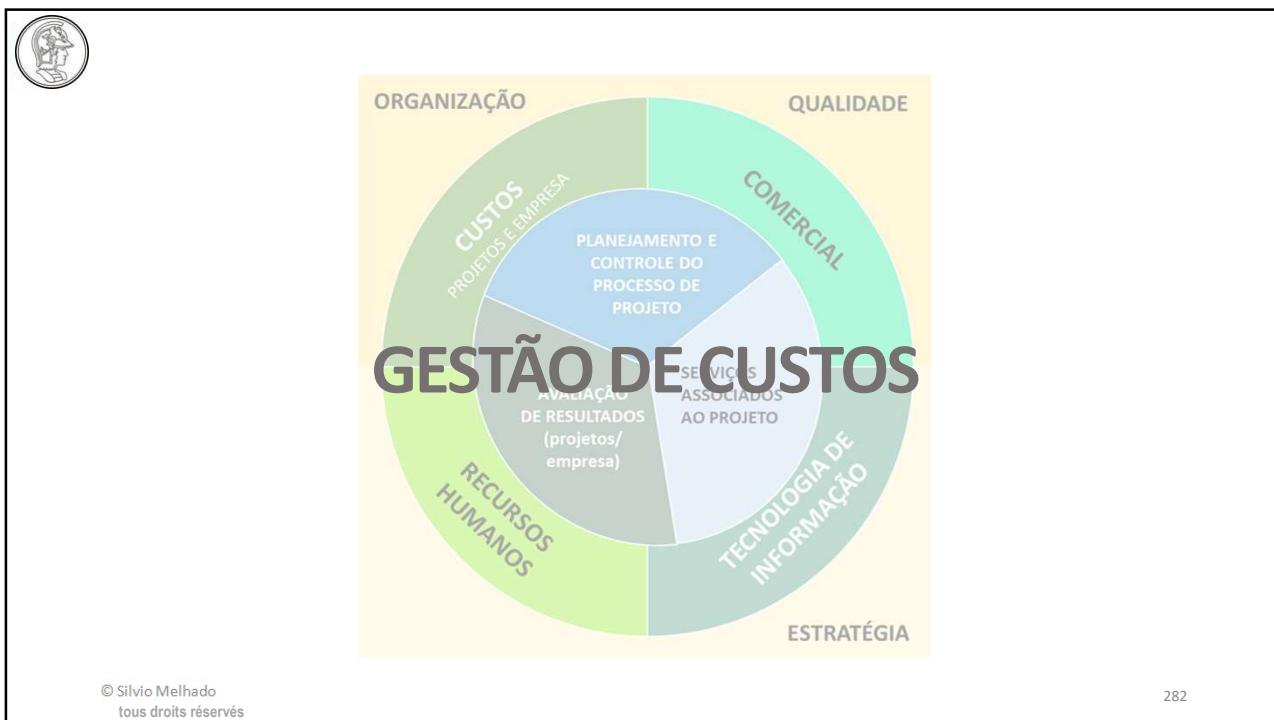 ORGANIZAÇÃO
QUALIDADE
CUSTOS
PROJETOS E EMPRESA
COMERCIAL
PLANEJAMENTO E
CONTROLE DO
PROCESSO DE
PROJETO
GESTÃO DE CUSTOS
SERVIÇOS
ASSOCIADOS
AO PROJETO
AVALIAÇÃO
DE RESULTADOS
(projetos/
empresa)
RECURSOS
HUMANOS
TECNOLOGIA DE
INFORMAÇÃO
ESTRATÉGIA
© Silvio Melhado
tous droits réservés
282